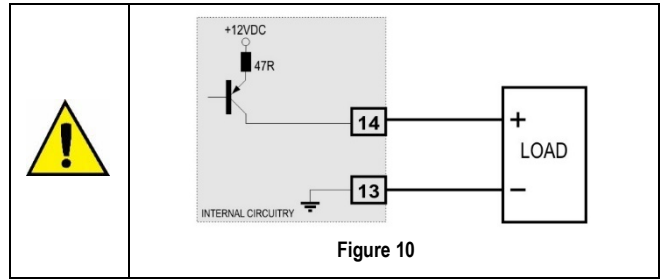 +12VDC
47R
14
+
LOAD
13
−
INTERNAL CIRCUITRY
Figure 10